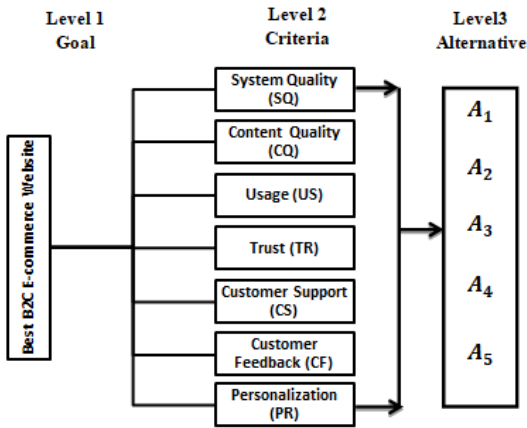 Level 1
Goal
Level 2
Criteria
Level3
Alternative
Best B2C E-commerce Website
System Quality
(SQ)
Content Quality
(CQ)
Usage (US)
Trust (TR)
Customer Support
(CS)
Customer
Feedback (CF)
Personalization
(PR)
A₁
A₂
A₃
A₄
A₅